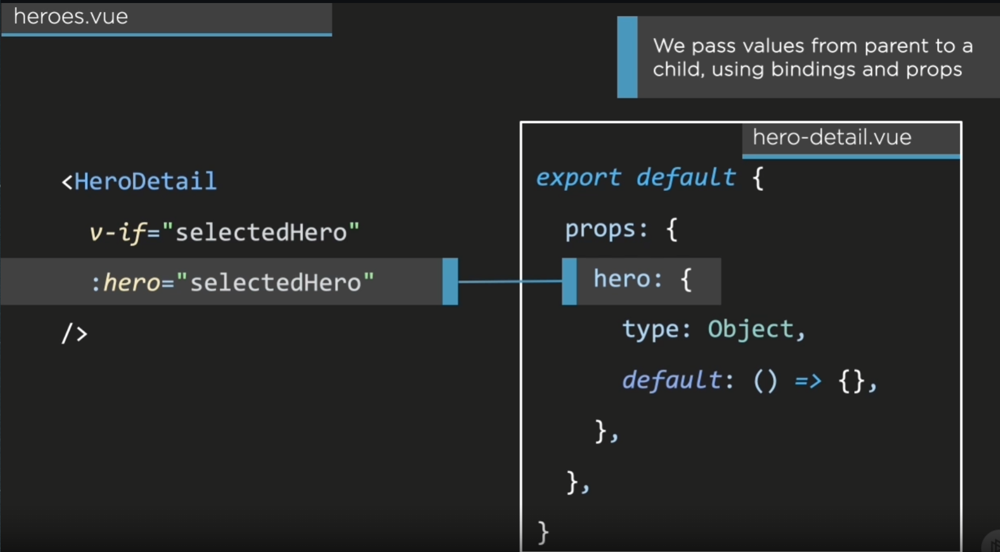 heroes.vue
We pass values from parent to a
child, using bindings and props
<HeroDetail
v-if="selectedHero"
:hero="selectedHero"
/>
hero-detail.vue
export default {
props: {
hero: {
type: Object,
default: () => {},
},
},
}